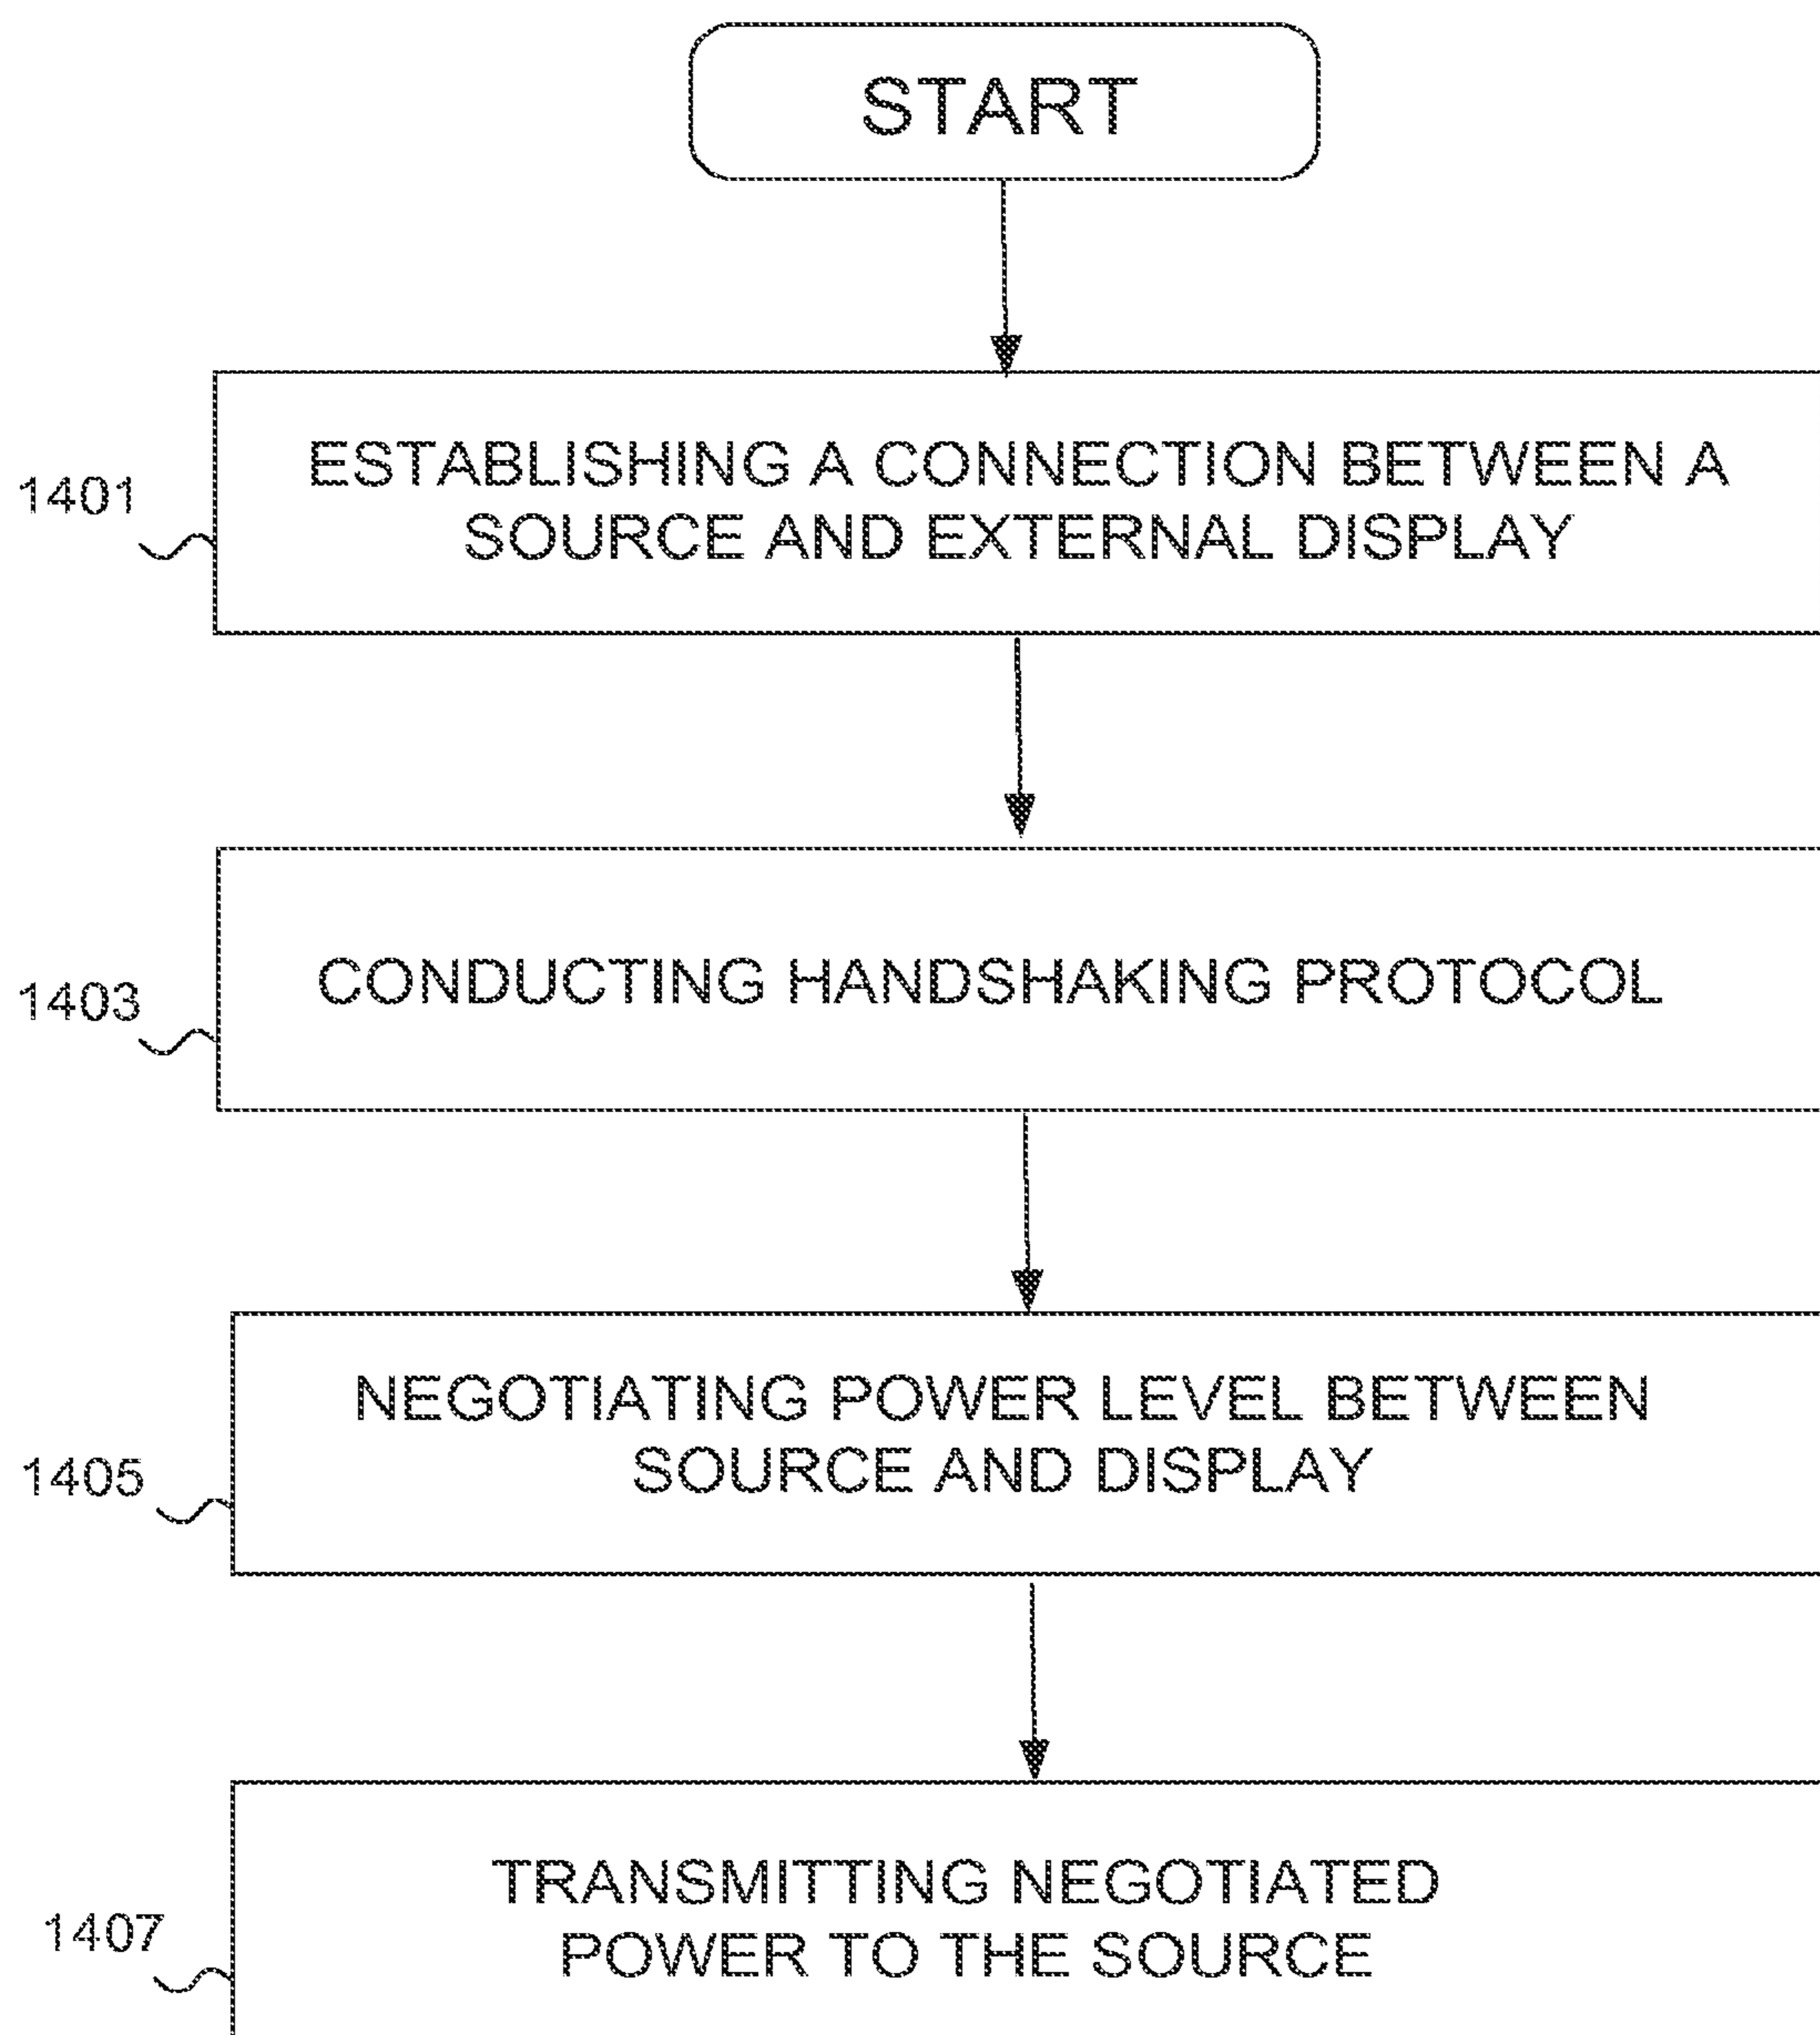 START
1401
ESTABLISHING A CONNECTION BETWEEN A
SOURCE AND EXTERNAL DISPLAY
1403
CONDUCTING HANDSHAKING PROTOCOL
1405
NEGOTIATING POWER LEVEL BETWEEN
SOURCE AND DISPLAY
1407
TRANSMITTING NEGOTIATED
POWER TO THE SOURCE